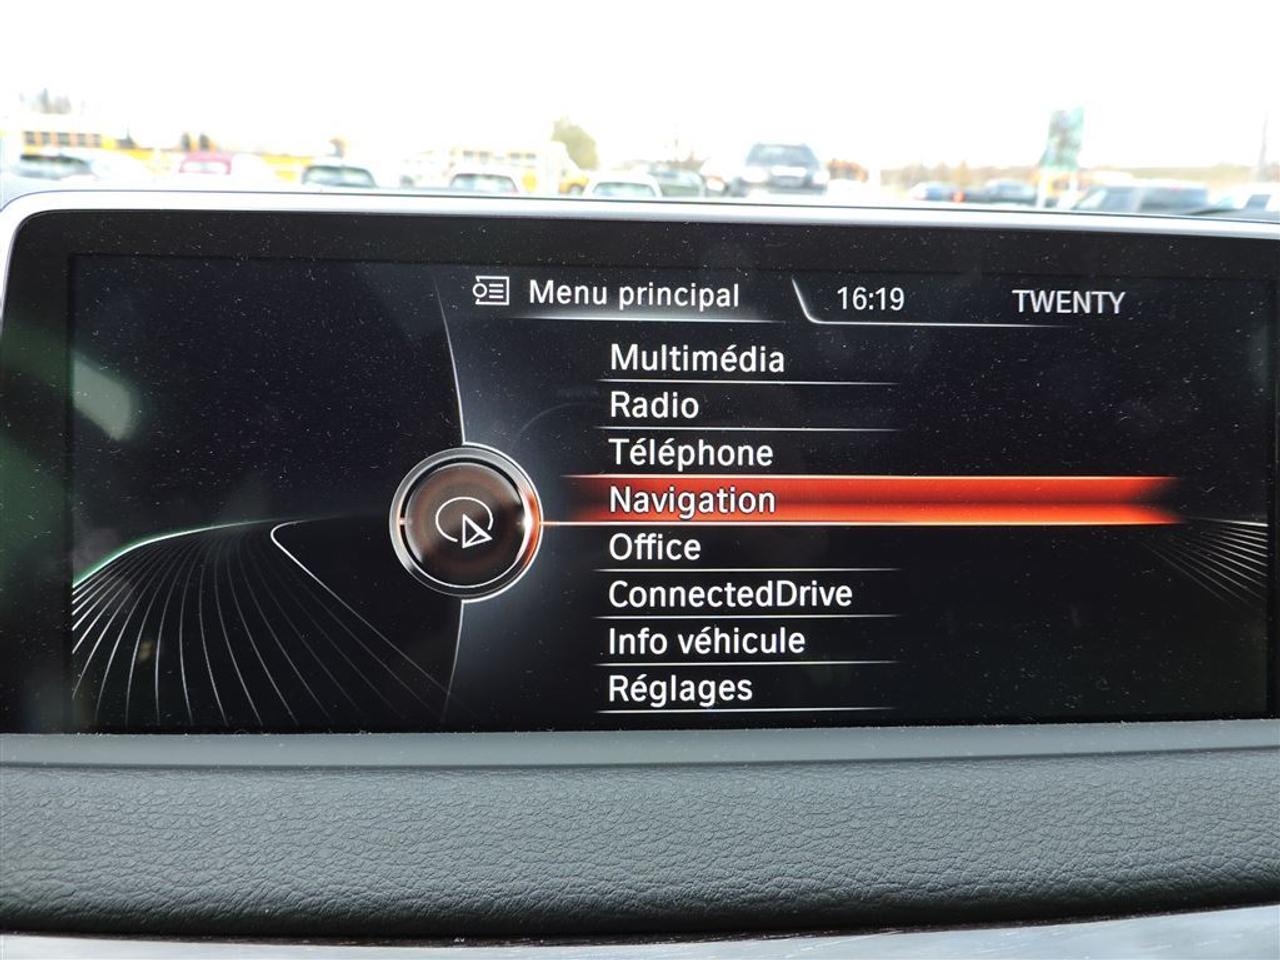 Menu principal 16:19 TWENTY
Multimédia
Radio
Téléphone
Navigation
Office
ConnectedDrive
Info véhicule
Réglages